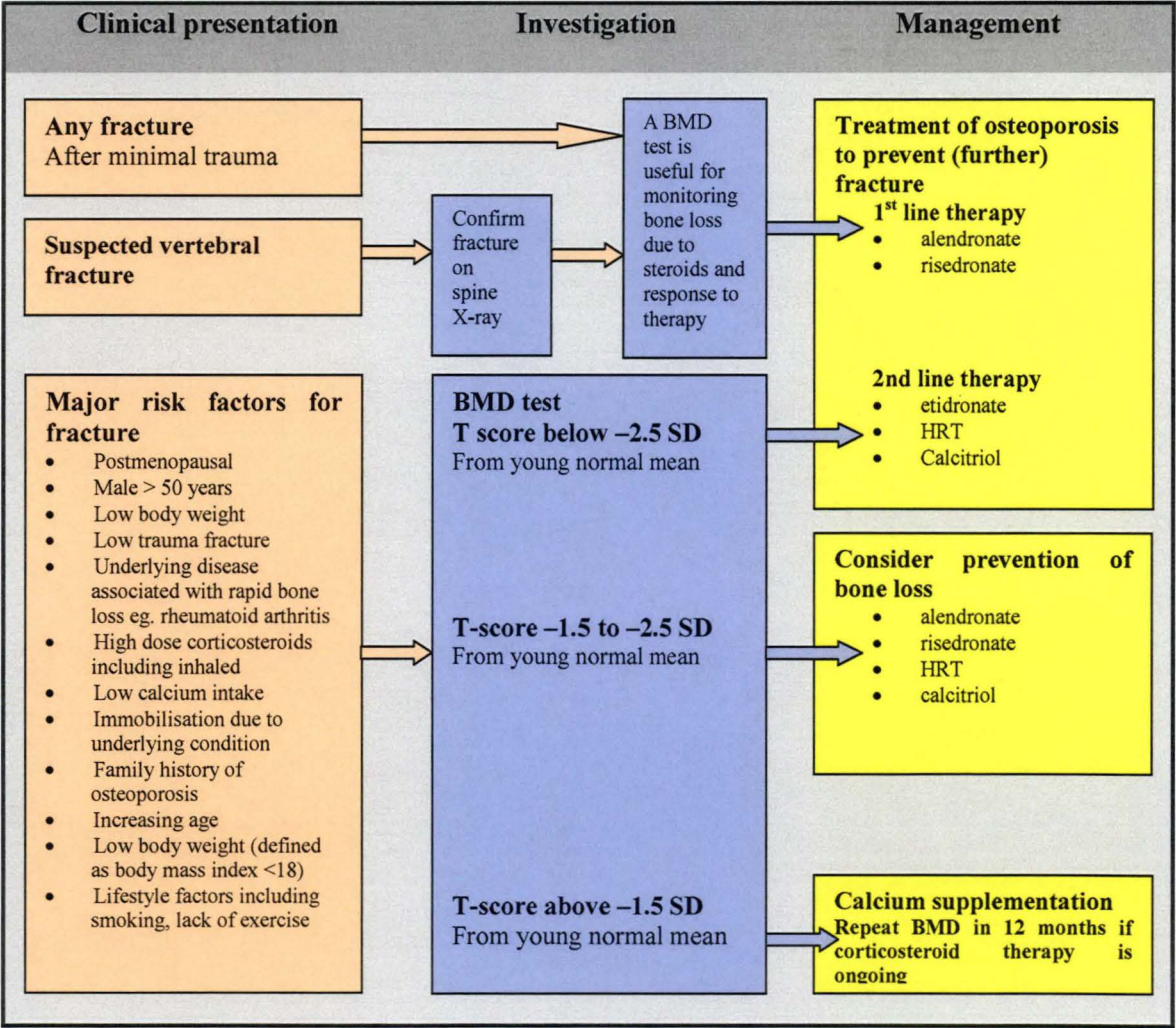 Clinical presentation
Investigation
Management
Any fracture
After minimal trauma
Suspected vertebral
fracture
Confirm
fracture
on
spine
X-ray
A BMD
test is
useful for
monitoring
bone loss
due to
steroids and
response to
therapy
Treatment of osteoporosis
to prevent (further)
fracture
1st line therapy
• alendronate
• risedronate
2nd line therapy
• etidronate
• HRT
• Calcitriol
Major risk factors for
fracture
• Postmenopausal
• Male > 50 years
• Low body weight
• Low trauma fracture
• Underlying disease
associated with rapid bone
loss eg. rheumatoid arthritis
• High dose corticosteroids
including inhaled
• Low calcium intake
• Immobilisation due to
underlying condition
• Family history of
osteoporosis
• Increasing age
• Low body weight (defined
as body mass index <18)
• Lifestyle factors including
smoking, lack of exercise
BMD test
T score below –2.5 SD
From young normal mean
T-score –1.5 to –2.5 SD
From young normal mean
T-score above –1.5 SD
From young normal mean
Consider prevention of
bone loss
• alendronate
• risedronate
• HRT
• calcitriol
Calcium supplementation
Repeat BMD in 12 months if
corticosteroid therapy is
ongoing